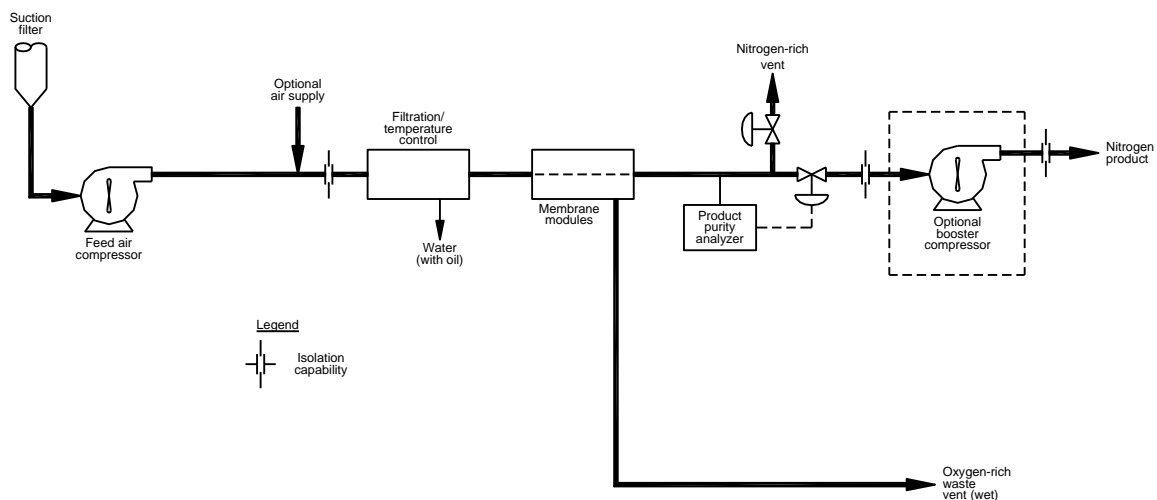 Suction
filter
Nitrogen-rich
vent
Optional
air supply
Filtration/
temperature
control
Nitrogen
product
Membrane
modules
Product
purity
analyzer
Optional
booster
compressor
Feed air
compressor
Water
(with oil)
Legend
Isolation
capability
Oxygen-rich
waste
vent (wet)